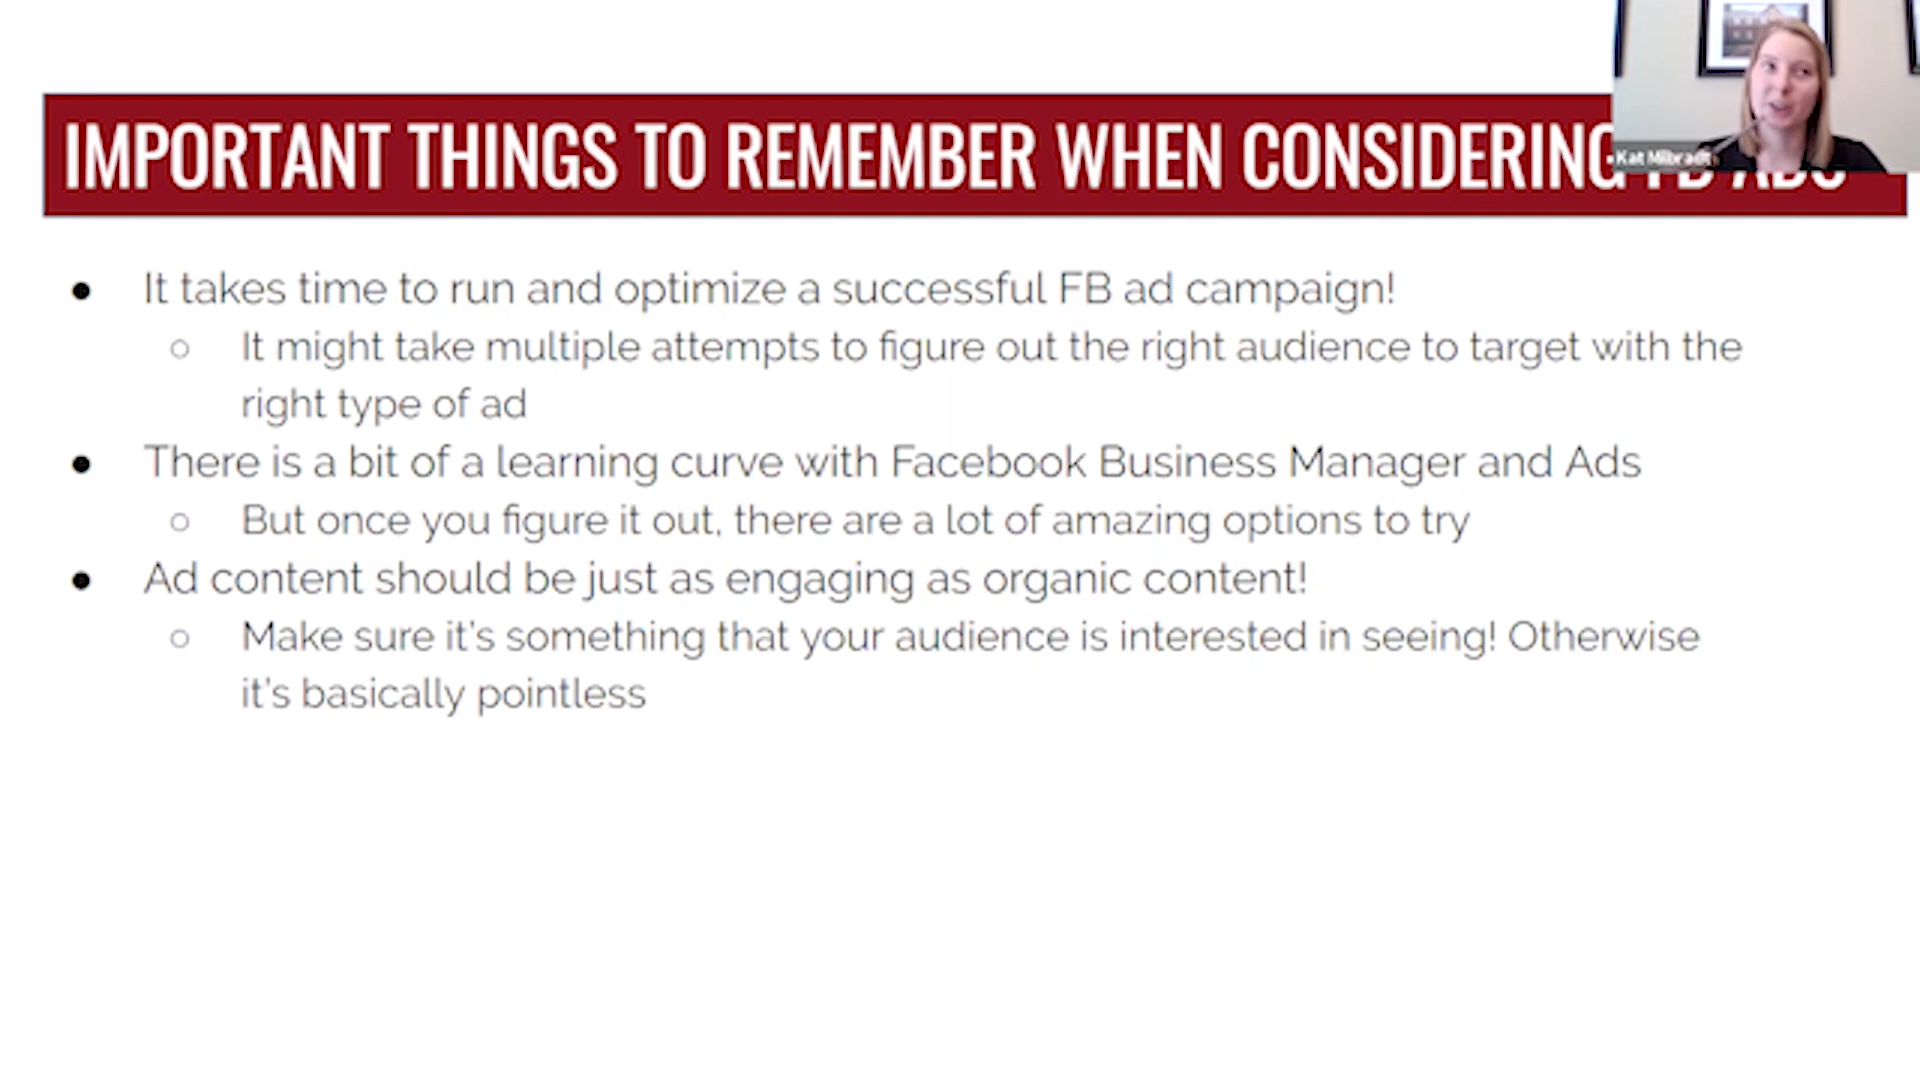 IMPORTANT THINGS TO REMEMBER WHEN CONSIDERING FB ADS
Kat Milbradt
● It takes time to run and optimize a successful FB ad campaign!
○ It might take multiple attempts to figure out the right audience to target with the
right type of ad
● There is a bit of a learning curve with Facebook Business Manager and Ads
○ But once you figure it out, there are a lot of amazing options to try
● Ad content should be just as engaging as organic content!
○ Make sure it's something that your audience is interested in seeing! Otherwise
it's basically pointless